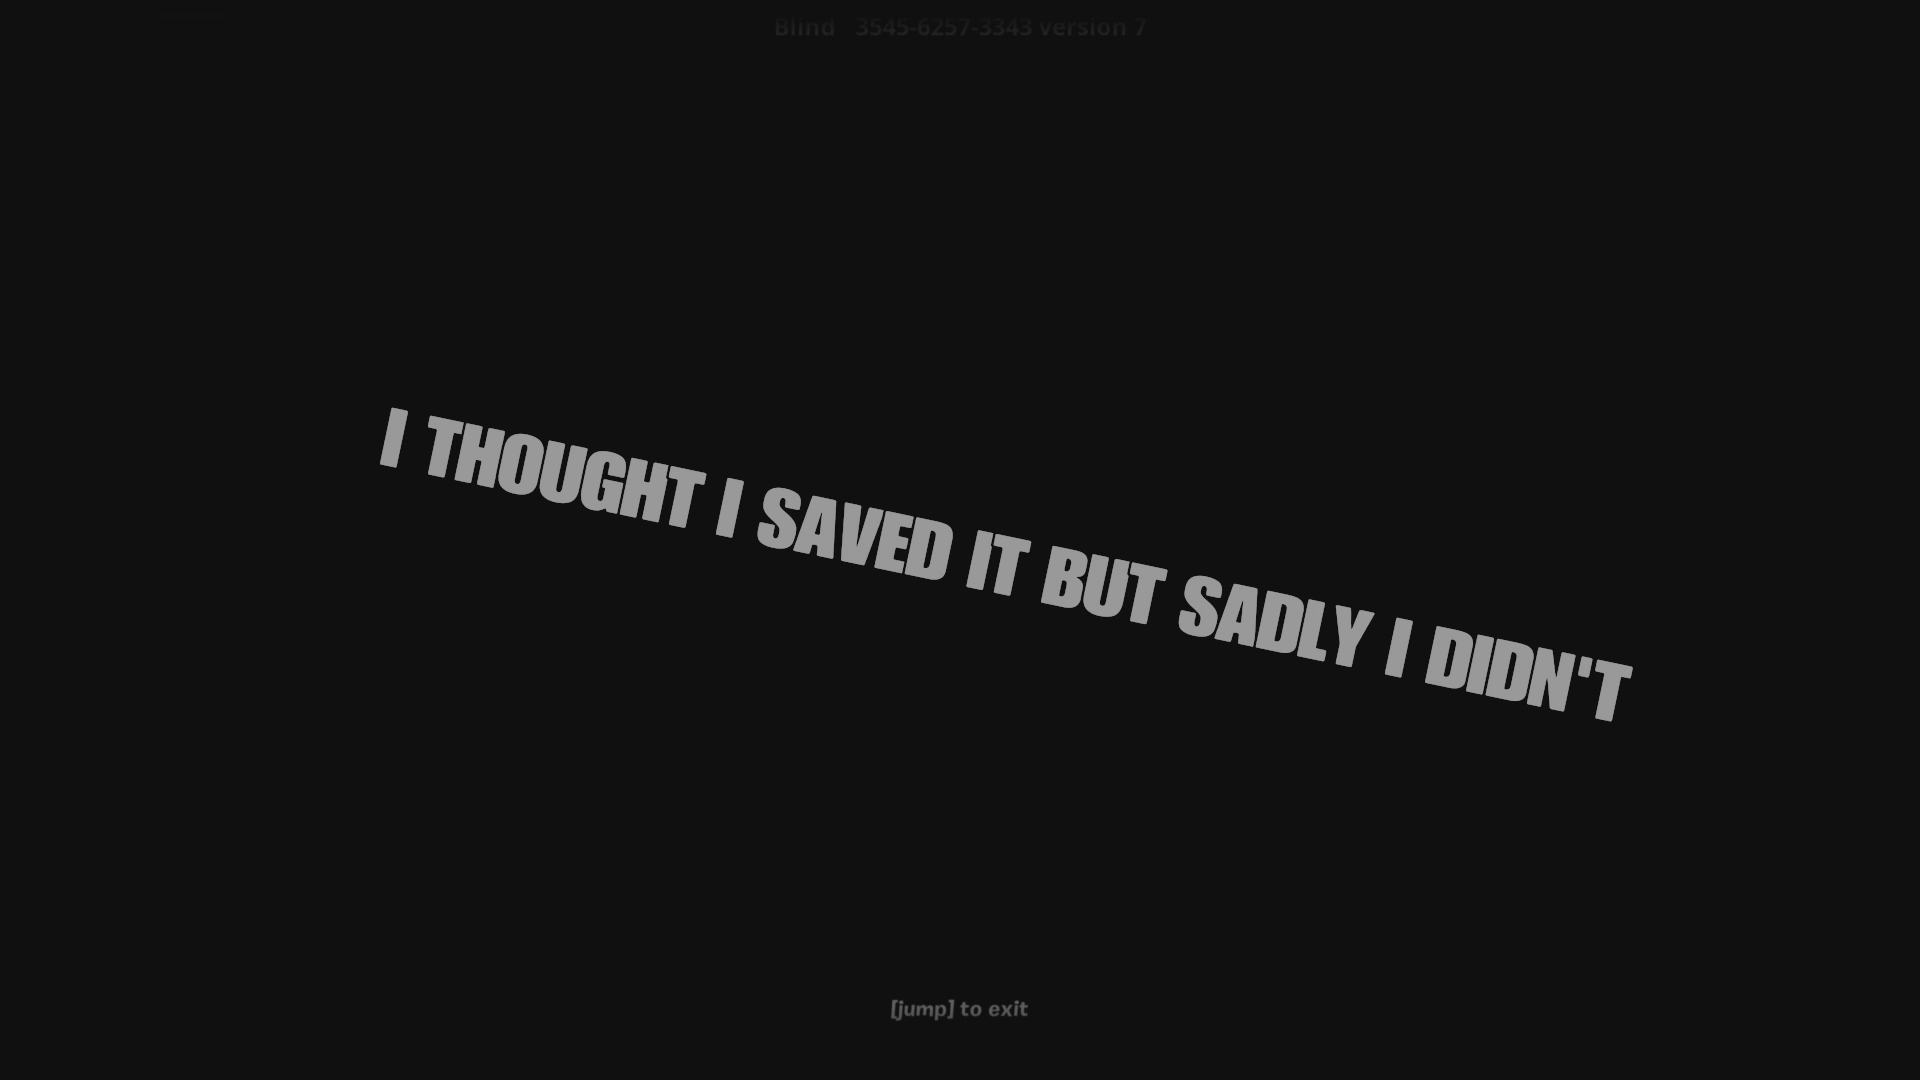 Blind 3545-6257-3343 version 7
I THOUGHT I SAVED IT BUT SADLY I DIDN'T
[jump] to exit